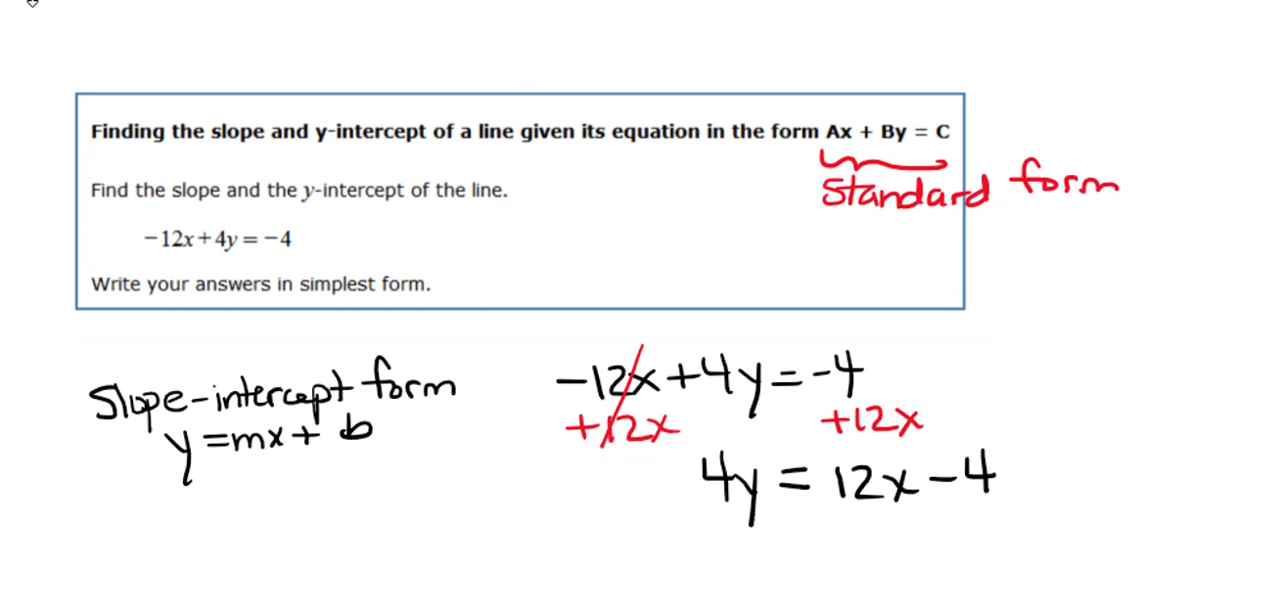 Finding the slope and y-intercept of a line given its equation in the form Ax + By = C
Standard form
Find the slope and the y-intercept of the line.
−12x+4y=−4
Write your answers in simplest form.
Slope-intercept form
y=mx+b
-12x+4y=-4
+12x +12x
4y=12x-4